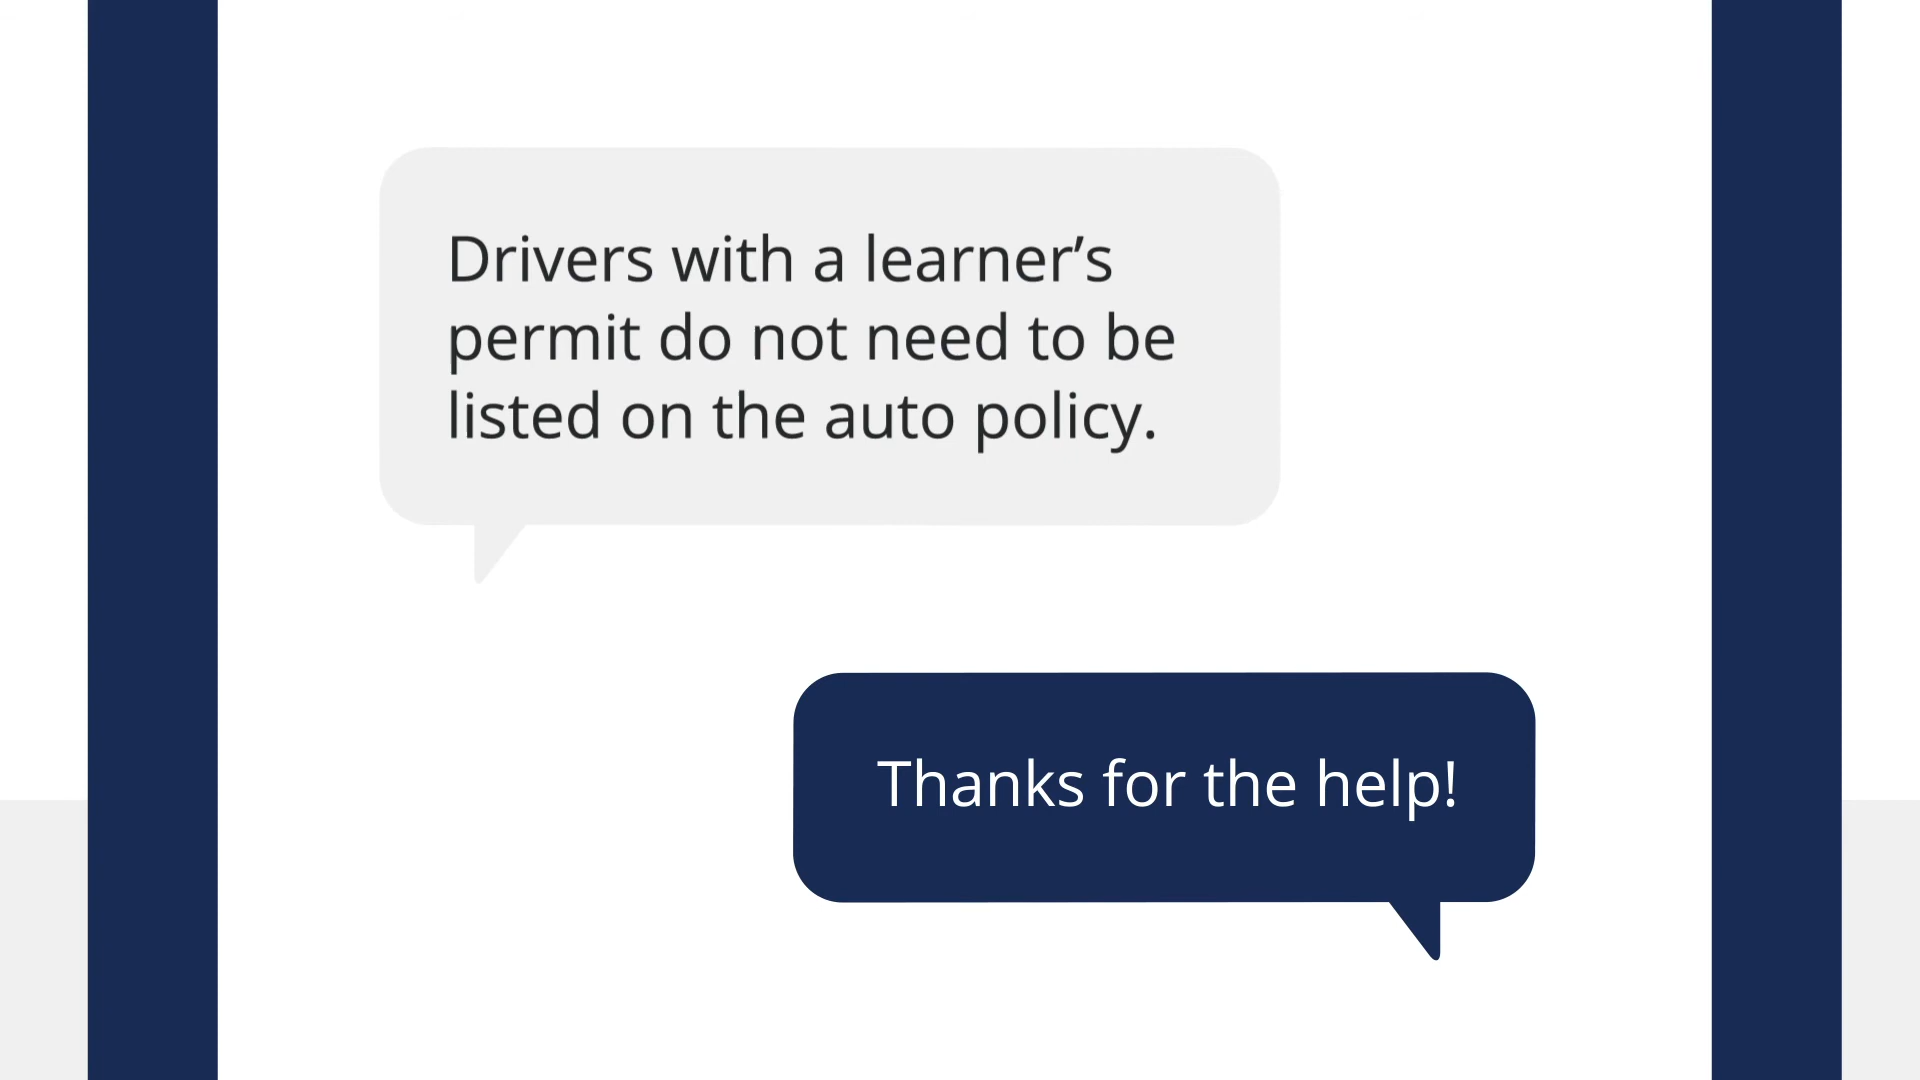 Drivers with a learner’s
permit do not need to be
listed on the auto policy.
Thanks for the help!